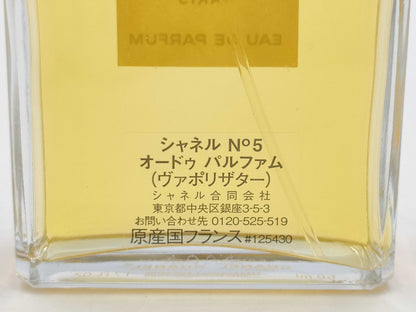 PARIS
EAU DE PARFUM
シャネル N°5
オードゥ パルファム
(ヴァポリザター)
シャネル合同会社
東京都中央区銀座3-5-3
お問い合わせ先 0120-525-519
原産国フランス #125430